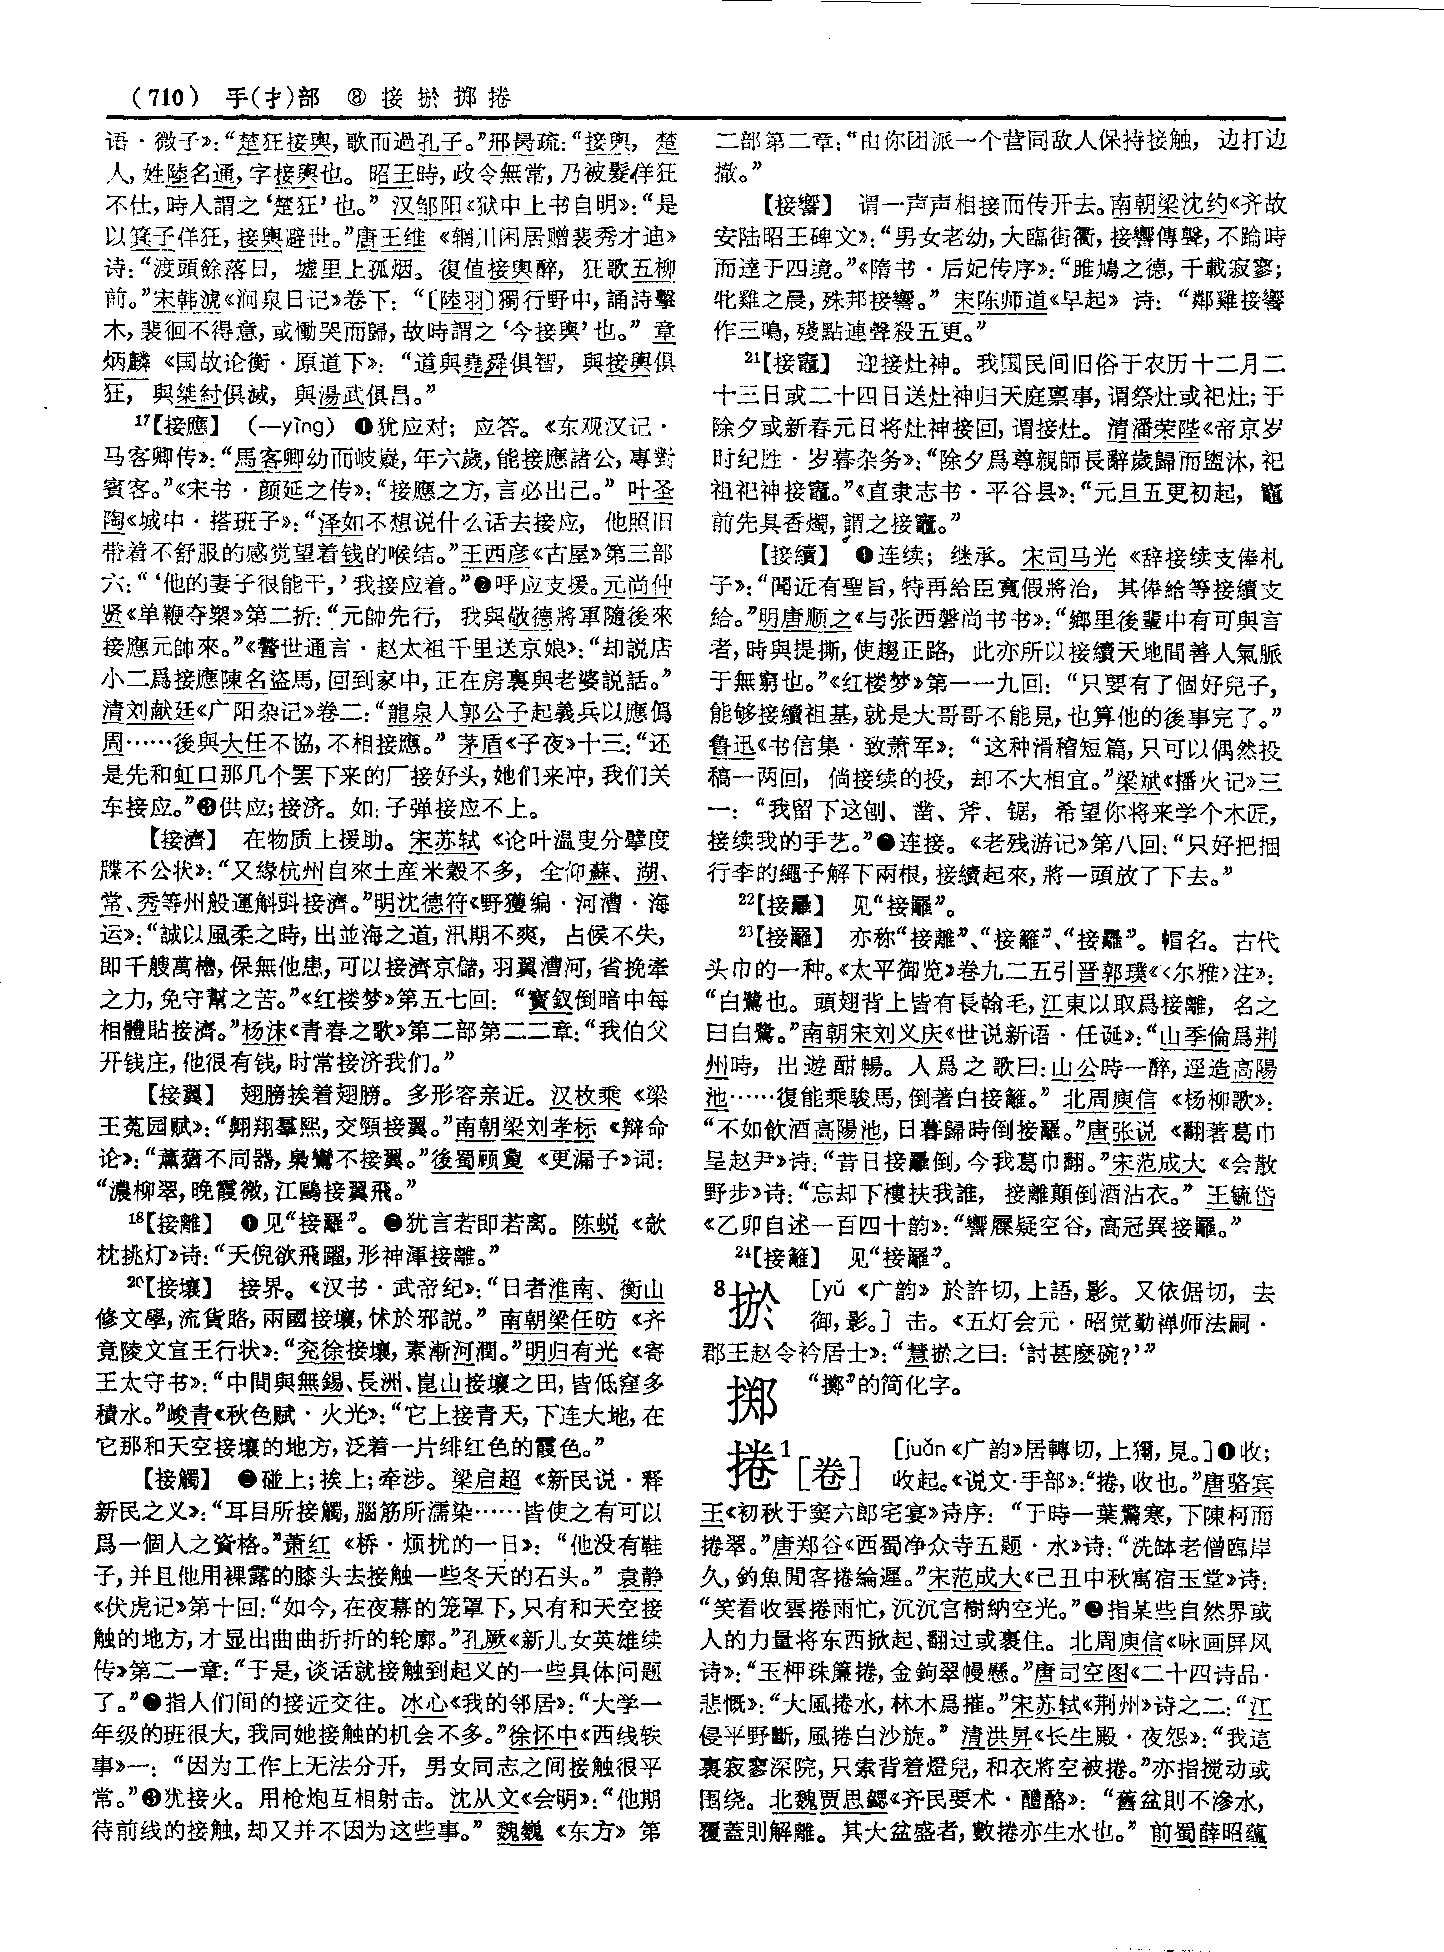 （710） 手(扌)部 ⑧ 接 掀 掷 捲
语·微子》：“楚狂接輿，歌而過孔子。”邢昺疏：“接輿，楚
人，姓陸名通，字接輿也。昭王時，政令無常，乃被髮佯狂
不仕，時人謂之‘楚狂’也。”汉邹阳《狱中上书自明》：“是
以箕子佯狂，接輿避世。”唐王维《辋川闲居赠裴秀才迪》
诗：“渡頭餘落日，墟里上孤烟。復值接輿醉，狂歌五柳
前。”宋韩淲《涧泉日记》卷下：“〔陸羽〕獨行野中，誦詩擊
木，裴徊不得意，或慟哭而歸，故時謂之‘今接輿’也。”章
炳麟《国故论衡·原道下》：“道與堯舜俱智，與接輿俱
狂，與桀紂俱滅，與湯武俱昌。”
17【接應】（—yìng）❶犹应对；应答。《东观汉记·
马客卿传》：“馬客卿幼而岐嶷，年六歲，能接應諸公，專對
賓客。”《宋书·颜延之传》：“接應之方，言必出己。”叶圣
陶《城中·搭班子》：“泽如不想说什么话去接应，他照旧
带着不舒服的感觉望着钱的喉结。”王西彦《古屋》第三部
六：“‘他的妻子很能干，’我接应着。”❷呼应支援。元尚仲
贤《单鞭夺槊》第二折：“元帥先行，我與敬德將軍隨後來
接應元帥來。”《警世通言·赵太祖千里送京娘》：“却説店
小二爲接應陳名盜馬，回到家中，正在房裏與老婆説話。”
清刘献廷《广阳杂记》卷二：“龍泉人郭公子起義兵以應僞
周……後與大任不協，不相接應。”茅盾《子夜》十三：“还
是先和虹口那几个罢下来的厂接好头，她们来冲，我们关
车接应。”❸供应；接济。如：子弹接应不上。
【接濟】 在物质上援助。宋苏轼《论叶温叟分擘度
牒不公状》：“又緣杭州自來土産米穀不多，全仰蘇、湖、
常、秀等州般運斛㪷接濟。”明沈德符《野獲编·河漕·海
运》：“誠以風柔之時，出並海之道，汛期不爽，占候不失，
即千艘萬櫓，保無他患，可以接濟京儲，羽翼漕河，省挽牽
之力，免守幫之苦。”《红楼梦》第五七回：“寶釵倒暗中每
相體貼接濟。”杨沫《青春之歌》第二部第二二章：“我伯父
开钱庄，他很有钱，时常接济我们。”
【接翼】 翅膀挨着翅膀。多形容亲近。汉枚乘《梁
王菟园赋》：“翱翔羣熙，交頸接翼。”南朝梁刘孝标《辩命
论》：“薰蕕不同器，梟鸞不接翼。”後蜀顾敻《更漏子》词：
“濃柳翠，晚霞微，江鷗接翼飛。”
18【接離】 ❶见“接䍦”。❷犹言若即若离。陈蜕《欹
枕挑灯》诗：“天倪欲飛躍，形神渾接離。”
20【接壤】 接界。《汉书·武帝纪》：“日者淮南、衡山
修文學，流貨賂，兩國接壤，怵於邪説。”南朝梁任昉《齐
竟陵文宣王行状》：“兖徐接壤，素漸河潤。”明归有光《寄
王太守书》：“中間與無錫、長洲、崑山接壤之田，皆低窪多
積水。”峻青《秋色赋·火光》：“它上接青天，下连大地，在
它那和天空接壤的地方，泛着一片绯红色的霞色。”
【接觸】 ❶碰上；挨上；牵涉。梁启超《新民说·释
新民之义》：“耳目所接觸，腦筋所濡染……皆使之有可以
爲一個人之資格。”萧红《桥·烦扰的一日》：“他没有鞋
子，并且他用裸露的膝头去接触一些冬天的石头。”袁静
《伏虎记》第十回：“如今，在夜幕的笼罩下，只有和天空接
触的地方，才显出曲曲折折的轮廓。”孔厥《新儿女英雄续
传》第二一章：“于是，谈话就接触到起义的一些具体问题
了。”❷指人们间的接近交往。冰心《我的邻居》：“大学一
年级的班很大，我同她接触的机会不多。”徐怀中《西线轶
事》一：“因为工作上无法分开，男女同志之间接触很平
常。”❸犹接火。用枪炮互相射击。沈从文《会明》：“他期
待前线的接触，却又并不因为这些事。”魏巍《东方》第
二部第二章：“由你团派一个营同敌人保持接触，边打边
撤。”
【接響】 谓一声声相接而传开去。南朝梁沈约《齐故
安陆昭王碑文》：“男女老幼，大臨街衢，接響傳聲，不踰時
而達于四境。”《隋书·后妃传序》：“雎鳩之德，千載寂寥；
牝雞之晨，殊邦接響。”宋陈师道《早起》诗：“鄰雞接響
作三鳴，殘點連聲殺五更。”
21【接竈】 迎接灶神。我国民间旧俗于农历十二月二
十三日或二十四日送灶神归天庭禀事，谓祭灶或祀灶；于
除夕或新春元日将灶神接回，谓接灶。清潘荣陛《帝京岁
时纪胜·岁暮杂务》：“除夕爲尊親師長辭歲歸而盥沐，祀
祖祀神接竈。”《直隶志书·平谷县》：“元旦五更初起，竈
前先具香燭，謂之接竈。”
【接續】 ❶连续；继承。宋司马光《辞接续支俸札
子》：“聞近有聖旨，特再給臣寬假將治，其俸給等接續支
給。”明唐顺之《与张西磐尚书书》：“鄉里後輩中有可與言
者，時與提撕，使趨正路，此亦所以接續天地間善人氣脈
于無窮也。”《红楼梦》第一一九回：“只要有了個好兒子，
能够接續祖基，就是大哥哥不能見，也算他的後事完了。”
鲁迅《书信集·致萧军》：“这种滑稽短篇，只可以偶然投
稿一两回，倘接续的投，却不大相宜。”梁斌《播火记》三
一：“我留下这刨、凿、斧、锯，希望你将来学个木匠，
接续我的手艺。”❷连接。《老残游记》第八回：“只好把捆
行李的繩子解下兩根，接續起來，將一頭放了下去。”
22【接䍠】 见“接䍦”。
23【接䍦】 亦称“接離”、“接籬”、“接䍠”。帽名。古代
头巾的一种。《太平御览》卷九二五引晋郭璞《〈尔雅〉注》：
“白鷺也。頭翅背上皆有長翰毛，江東以取爲接離，名之
曰白鷺。”南朝宋刘义庆《世说新语·任诞》：“山季倫爲荆
州時，出遊酣暢。人爲之歌曰：山公時一醉，逕造高陽
池……復能乘駿馬，倒著白接籬。”北周庾信《杨柳歌》：
“不如飲酒高陽池，日暮歸時倒接䍦。”唐张说《翻著葛巾
呈赵尹》诗：“昔日接䍠倒，今我葛巾翻。”宋范成大《会散
野步》诗：“忘却下樓扶我誰，接離顛倒酒沾衣。”王毓岱
《乙卯自述一百四十韵》：“響屧疑空谷，高冠異接䍦。”
24【接籬】 见“接䍦”。
8 掀 [yǔ《广韵》於許切，上語，影。又依倨切，去
御，影。] 击。《五灯会元·昭觉勤禅师法嗣·
郡王赵令衿居士》：“慧掀之曰：‘討甚麽碗？’”
掷 “擲”的简化字。
捲1[卷] [juǎn《广韵》居轉切，上獮，見。]❶收；
收起。《说文·手部》：“捲，收也。”唐骆宾
王《初秋于窦六郎宅宴》诗序：“于時一葉驚寒，下陳柯而
捲翠。”唐郑谷《西蜀净众寺五题·水》诗：“洗鉢老僧臨岸
久，釣魚閒客捲綸遲。”宋范成大《己丑中秋寓宿玉堂》诗：
“笑看收雲捲雨忙，沉沉宫樹納空光。”❷指某些自然界或
人的力量将东西掀起、翻过或裹住。北周庾信《咏画屏风
诗》：“玉柙珠簾捲，金鉤翠幔懸。”唐司空图《二十四诗品·
悲慨》：“大風捲水，林木爲摧。”宋苏轼《荆州》诗之二：“江
侵平野斷，風捲白沙旋。”清洪昇《长生殿·夜怨》：“我這
裏寂寥深院，只索背着燈兒，和衣將空被捲。”亦指搅动或
围绕。北魏贾思勰《齐民要术·醴酪》：“舊盆則不滲水，
覆蓋則解離。其大盆盛者，數捲亦生水也。”前蜀薛昭蕴